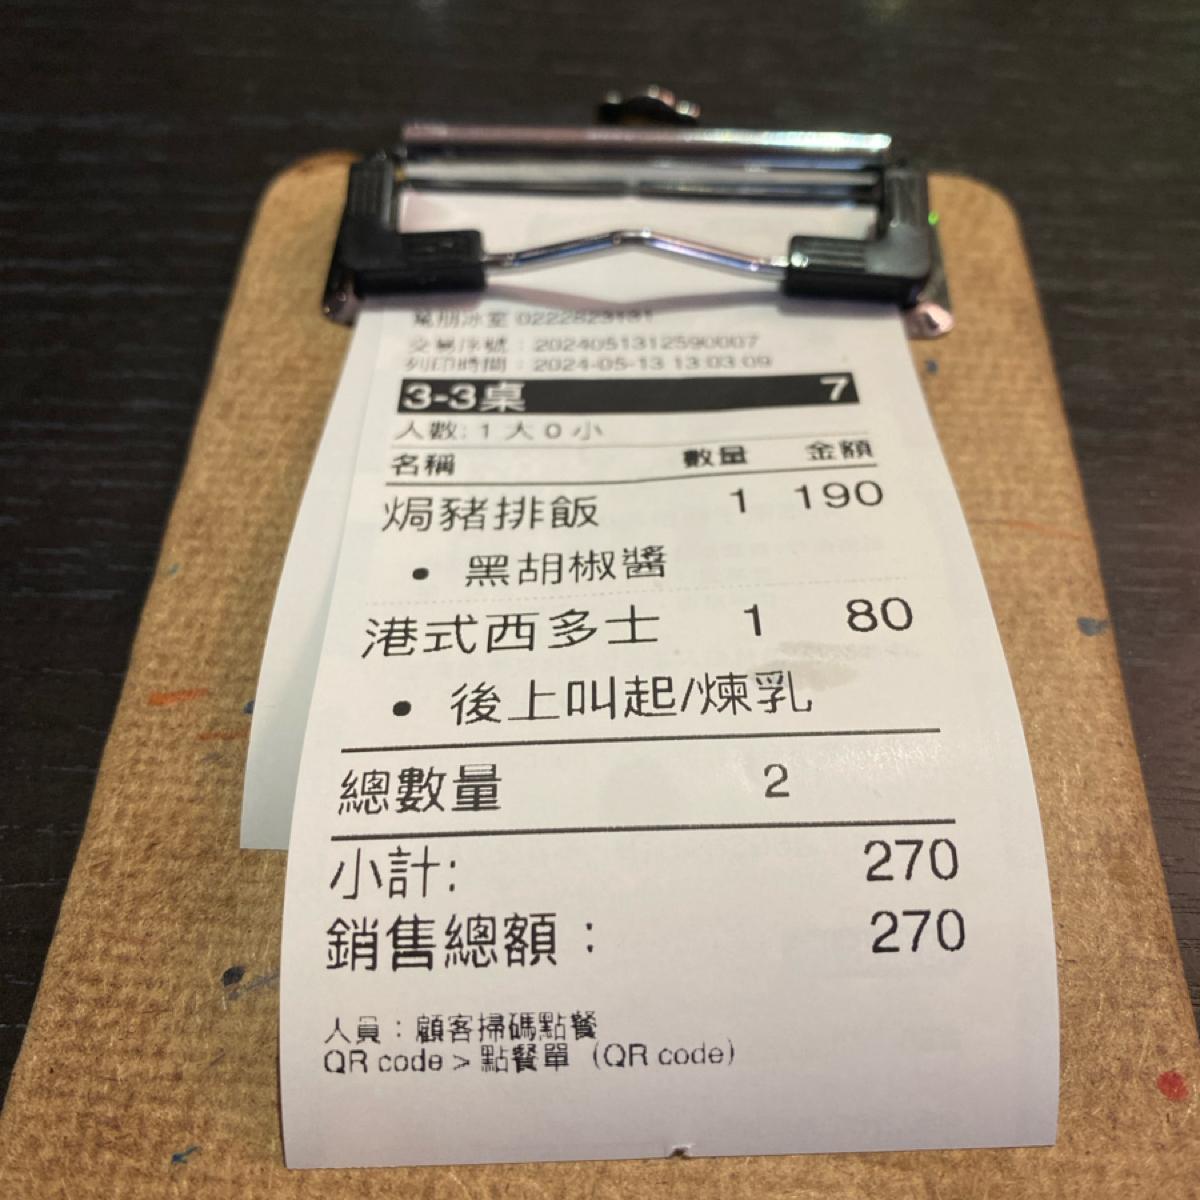 冰室 0222823131
交易序號：2024051312590007
列印時間：2024-05-13 13:03:09
3-3桌 7
人數: 1 大 0 小
名稱 數量 金額
焗豬排飯 1 190
• 黑胡椒醬
港式西多士 1 80
• 後上叫起/煉乳
總數量 2
小計: 270
銷售總額： 270
人員：顧客掃碼點餐
QR code > 點餐單（QR code）